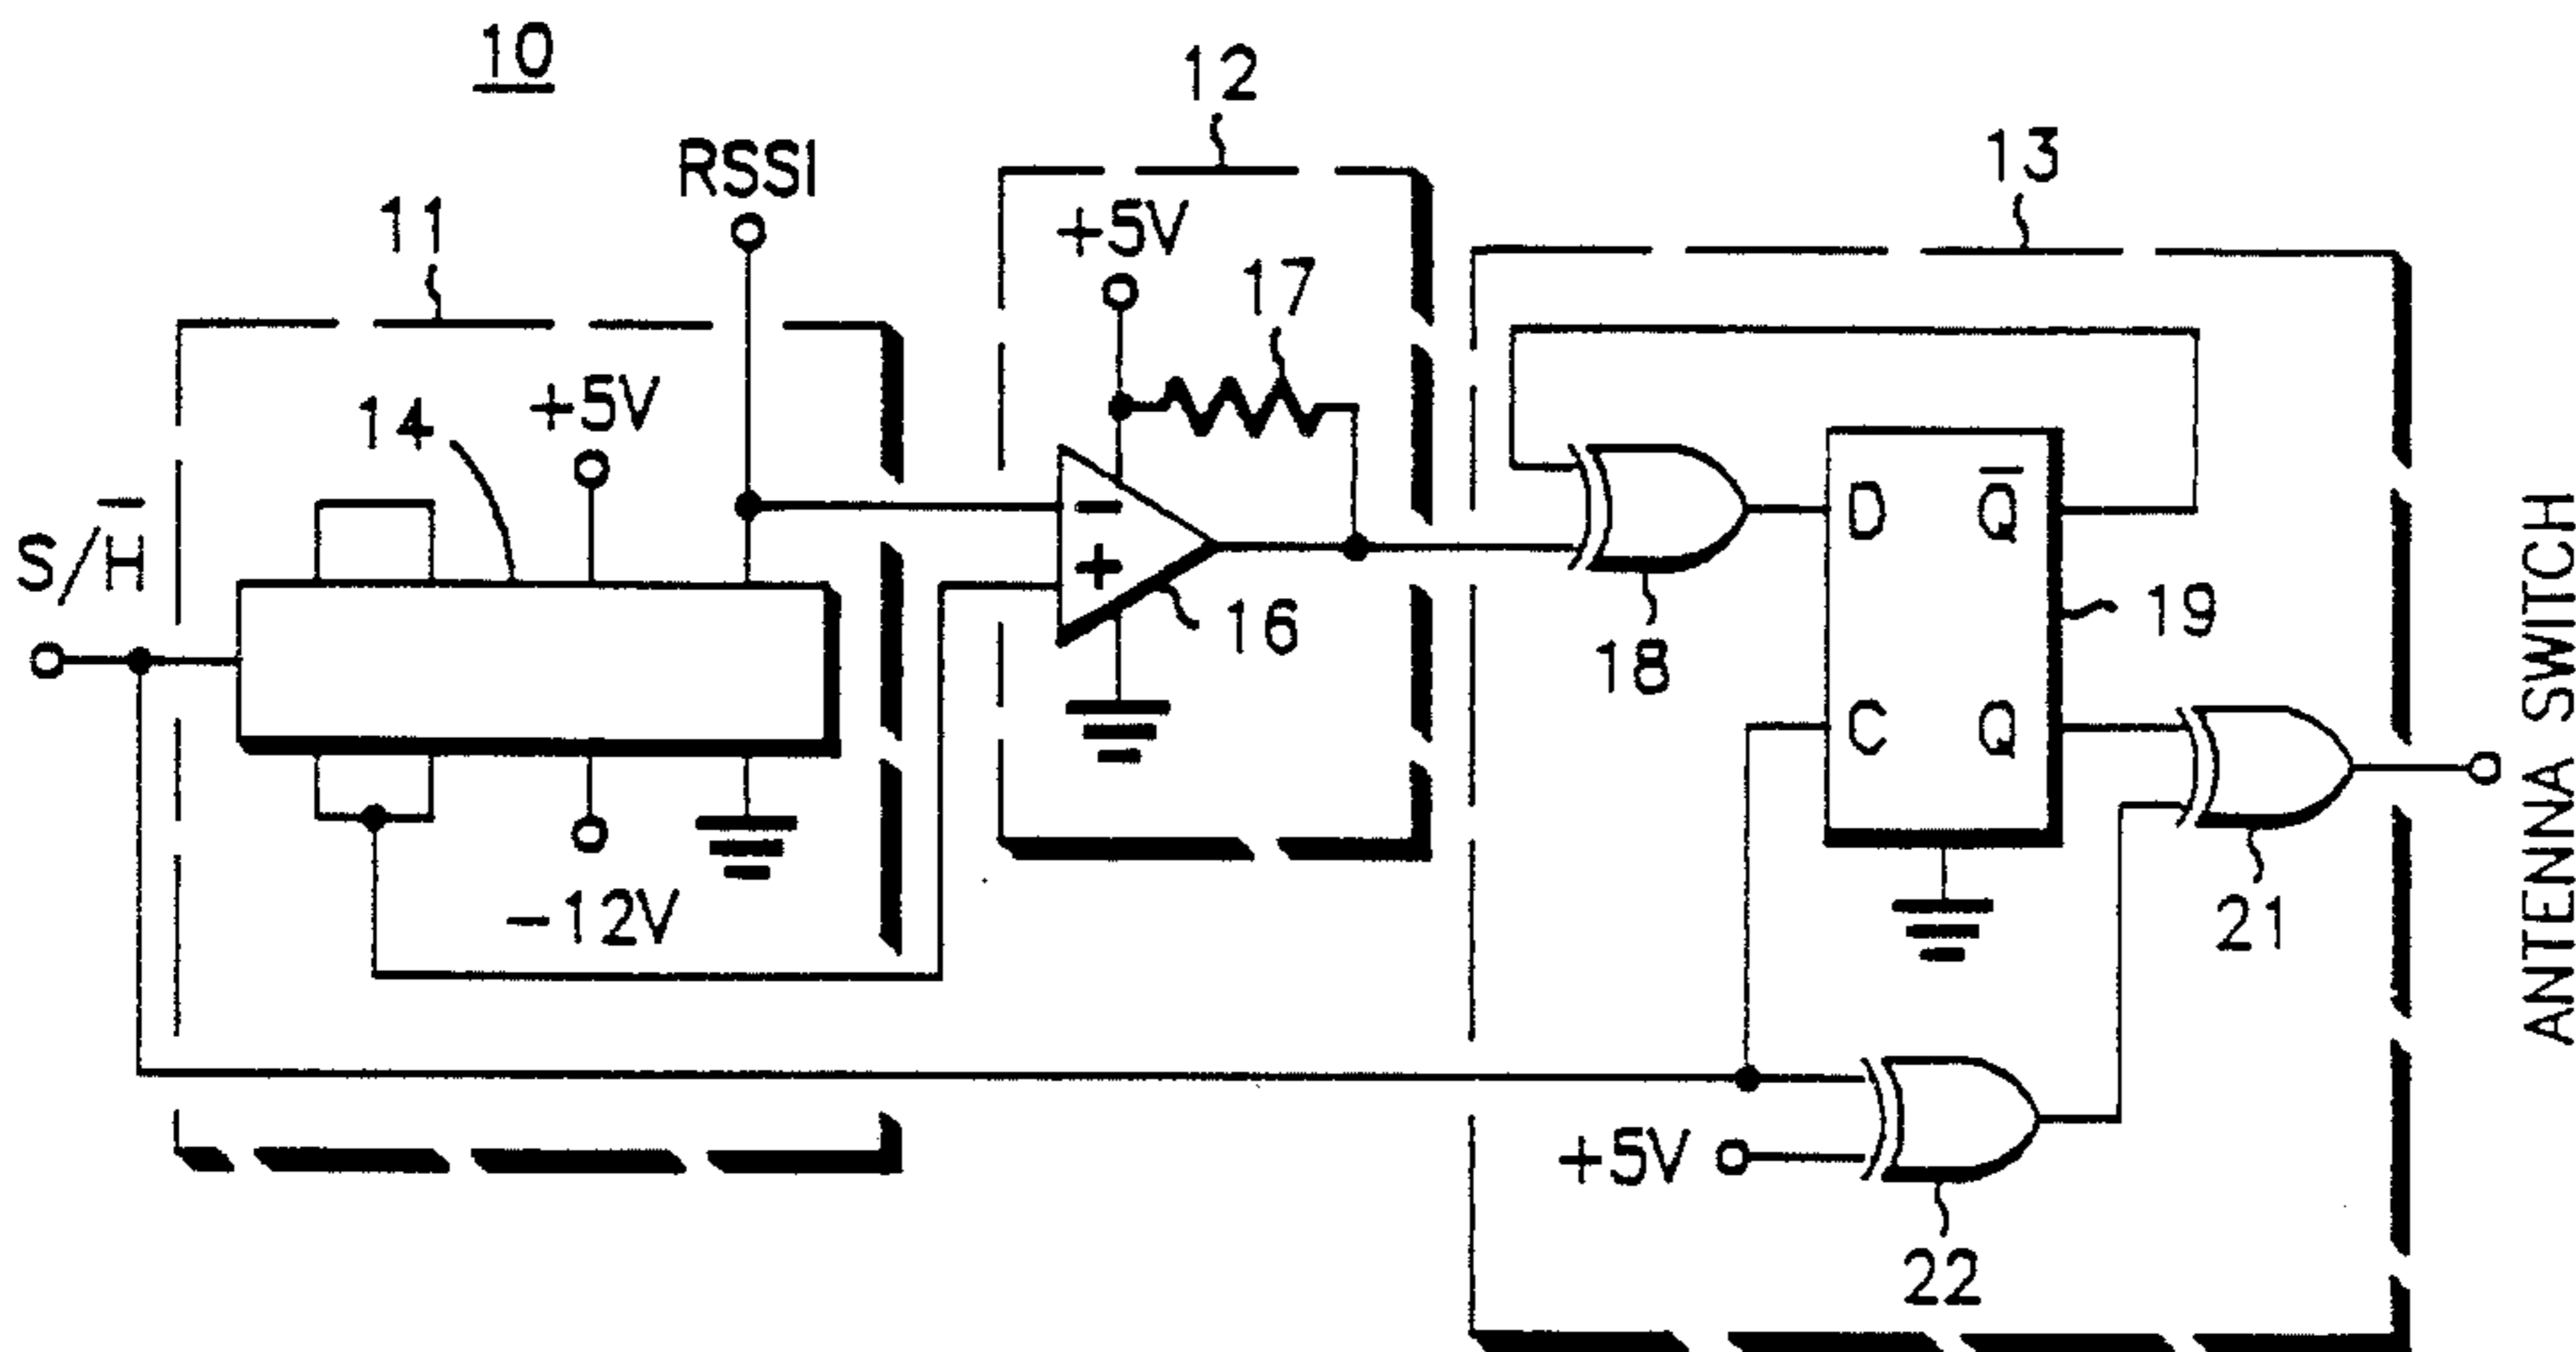 10
12
RSSI
13
11
+5V
17
+5V
14
S/H̅
−
+
16
D
Q̅
19
18
C
Q
-12V
21
+5V
22
ANTENNA SWITCH